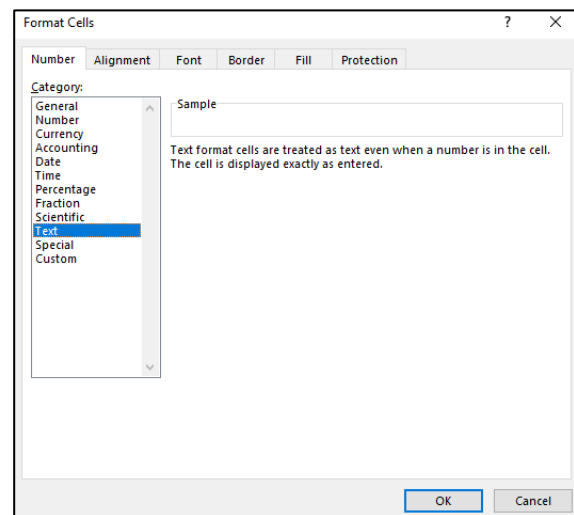 Format Cells
? X
Number Alignment Font Border Fill Protection
Category:
General
Number
Currency
Accounting
Date
Time
Percentage
Fraction
Scientific
Text
Special
Custom
Sample
Text format cells are treated as text even when a number is in the cell.
The cell is displayed exactly as entered.
OK Cancel